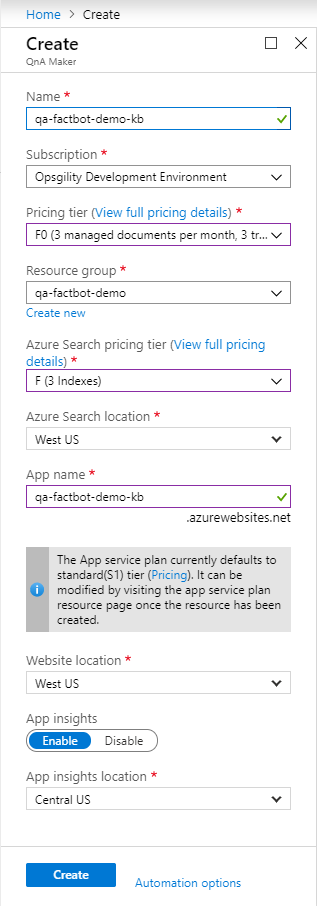 Home > Create
Create
QnA Maker
Name *
qa-factbot-demo-kb
Subscription *
Opsgility Development Environment
Pricing tier (View full pricing details) *
F0 (3 managed documents per month, 3 tr...
Resource group *
qa-factbot-demo
Create new
Azure Search pricing tier (View full pricing
details) *
F (3 Indexes)
Azure Search location *
West US
App name *
qa-factbot-demo-kb
.azurewebsites.net
The App service plan currently defaults to
standard(S1) tier (Pricing). It can be
modified by visiting the app service plan
resource page once the resource has been
created.
Website location *
West US
App insights
Enable Disable
App insights location *
Central US
Create Automation options